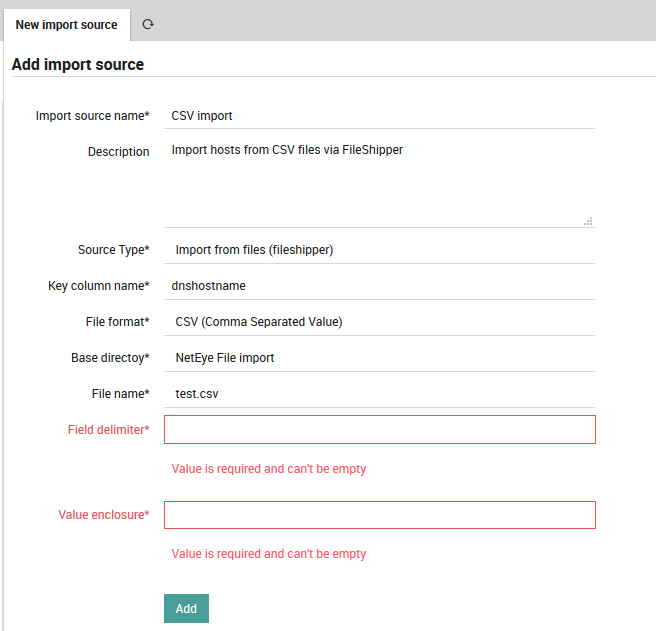 New import source
Add import source
Import source name* CSV import
Description Import hosts from CSV files via FileShipper
Source Type* Import from files (fileshipper)
Key column name* dnshostname
File format* CSV (Comma Separated Value)
Base directoy* NetEye File import
File name* test.csv
Field delimiter*
Value is required and can't be empty
Value enclosure*
Value is required and can't be empty
Add